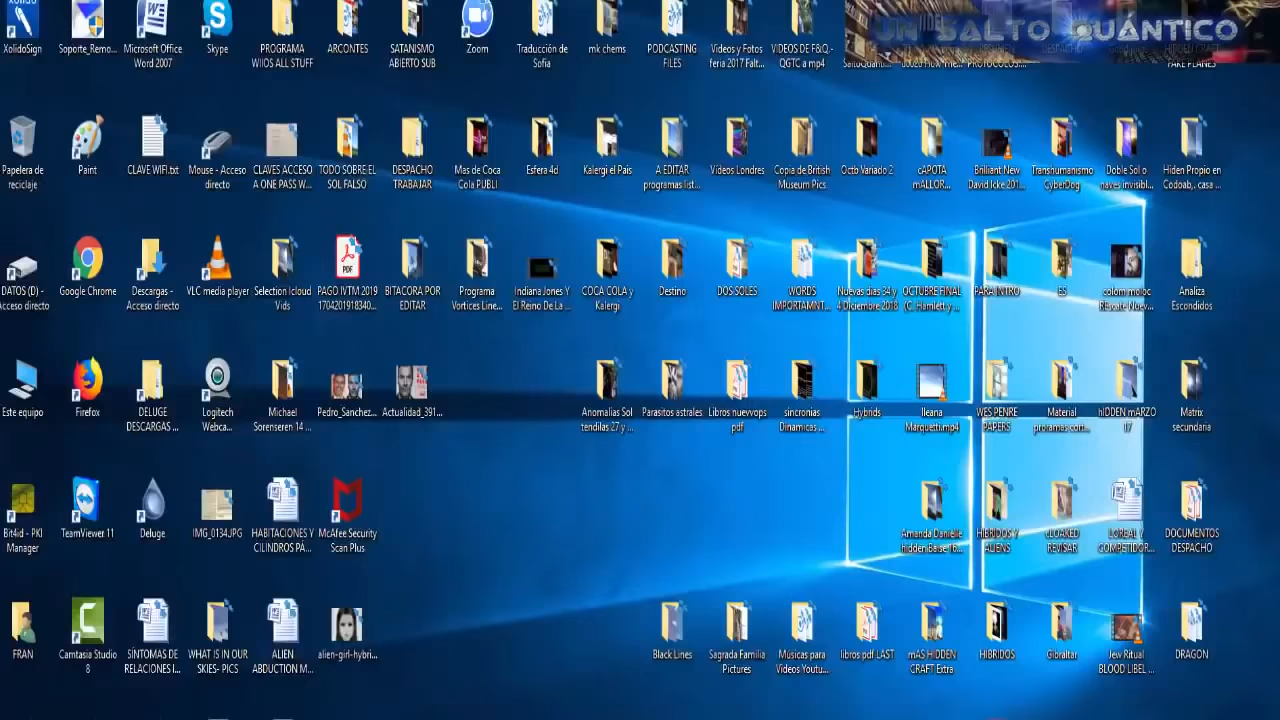 UN SALTO QUÁNTICO
XolidoSign
Soporte_Remo...
Microsoft Office
Word 2007
Skype
PROGRAMA
WIIOS ALL STUFF
ARCONTES
SATANISMO
ABIERTO SUB
Zoom
Traducción de
Sofia
mk chems
PODCASTING
FILES
Videos y Fotos
feria 2017 Falt...
VIDEOS DE F&Q.-
QGTC a mp4
PROTOCOLOS....
FAKE PLANES
Papelera de
reciclaje
Paint
CLAVE WIFI.txt
Mouse - Acceso
directo
CLAVES ACCESO
A ONE PASS W...
TODO SOBRE EL
SOL FALSO
DESPACHO
TRABAJAR
Mas de Coca
Cola PUBLI
Esfera 4d
Kalergi el Pais
A EDITAR
programas list...
Vídeos Londres
Copia de British
Museum Pics
Octb Variado 2
cAPOTA
mALLOR...
Brilliant New
David Icke 201...
Transhumanismo
CyberDog
Doble Sol o
naves invisibl...
Hiden Propio en
Codoab,. casa ...
DATOS (D) -
Acceso directo
Google Chrome
Descargas -
Acceso directo
VLC media player
Selection Icloud
Vids
PDF
PAGO IVTM 2019
1704201918340...
BITACORA POR
EDITAR
Programa
Vortices Line...
Indiana Jones Y
El Reino De La ...
COCA COLA y
Kalergi
Destino
DOS SOLES
WORDS
IMPORTAMNT...
Nuevas dias 34 y
4 Diciembre 2018
OCTUBRE FINAL
(C. Hamlett y ...
PARA INTRO
ES
colom moloc
REscate Nuev...
Analiza
Escondidos
Este equipo
Firefox
DELUGE
DESCARGAS ...
Logitech
Webca...
Michael
Sorenseren 14 ...
Pedro_Sanchez...
Actualidad_391...
Anomalias Sol
tendilas 27 y ...
Parasitos astrales
Libros nuevvops
pdf
sincronias
Dinamicas ...
Hybrids
Ileana
Marquetti.mp4
WES PENRE
PAPERS
Material
proramas cort...
hIDDEN mARZO
17
Matrix
secundaria
Bit4id - PKI
Manager
TeamViewer 11
Deluge
IMG_0134.JPG
HABITACIONES Y
CILINDROS PA...
McAfee Security
Scan Plus
Amanda Danielle
hidden Baise, 16...
HIBRIDOS Y
ALIENS
cLOAKED
REVISAR
LOREAL Y
COMPETIDOR...
DOCUMENTOS
DESPACHO
FRAN
Camtasia Studio
8
SÍNTOMAS DE
RELACIONES I...
WHAT IS IN OUR
SKIES- PICS
ALIEN
ABDUCTION M...
alien-girl-hybri...
Black Lines
Sagrada Familia
Pictures
Músicas para
Videos Youtu...
libros pdf LAST
mAS HIDDEN
CRAFT Extra
HIBRIDOS
Gibraltar
Jew Ritual
BLOOD LIBEL ...
DRAGON